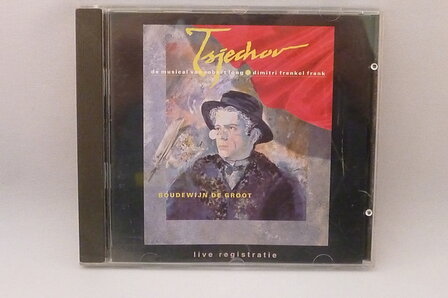 Tsjechov
de musical van robert long & dimitri frenkel frank
BOUDEWIJN DE GROOT
live registratie